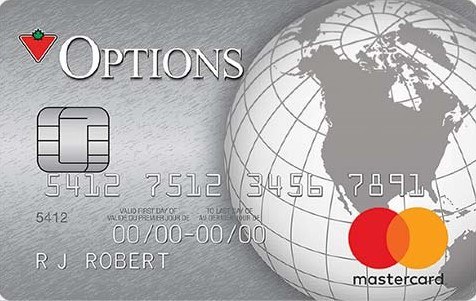 OPTIONS
5412 7512 3456 7891
5412
VALID FIRST DAY OF TO LAST DAY OF
VALIDE DU PREMIER JOUR DE AU DERNIER JOUR DE
00/00-00/00
R J ROBERT
mastercard